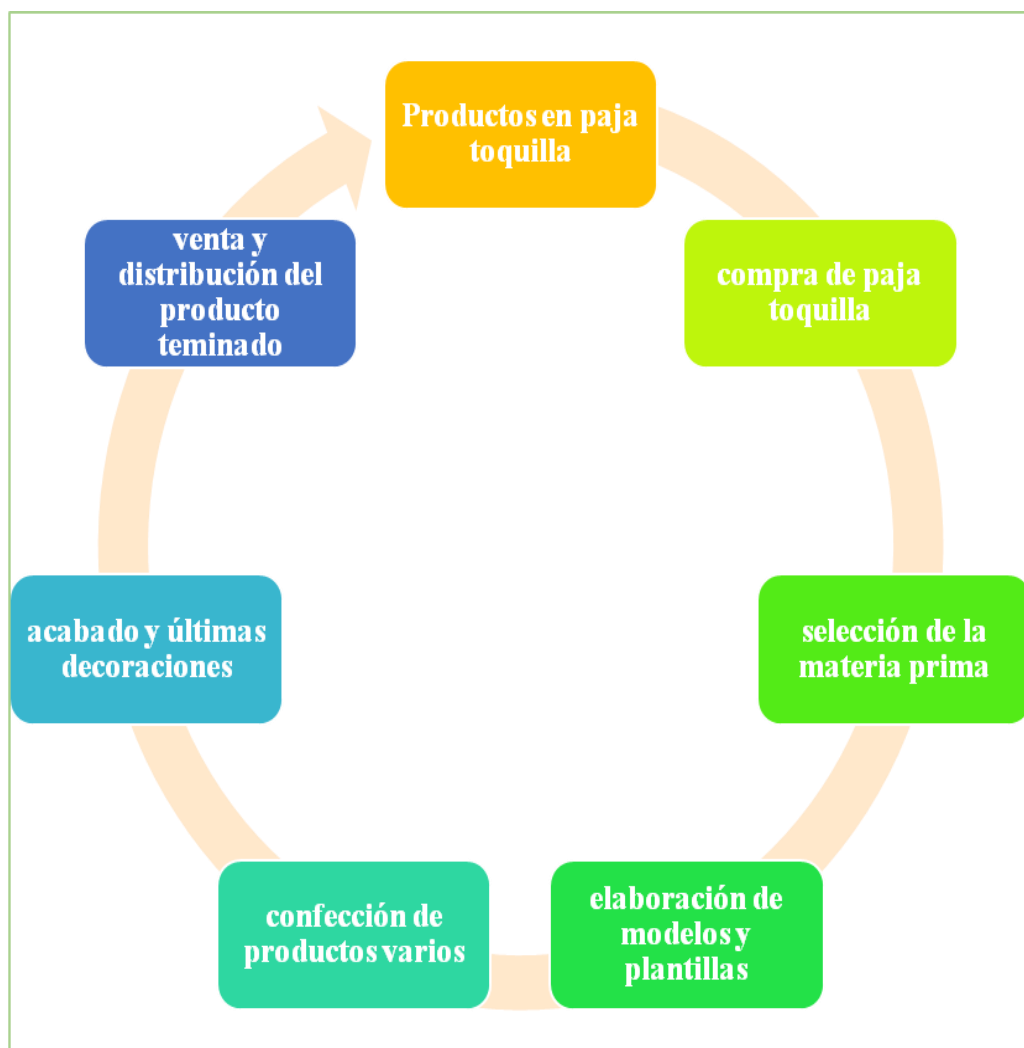 Productos en paja
toquilla
compra de paja
toquilla
selección de la
materia prima
elaboración de
modelos y
plantillas
confección de
productos varios
acabado y últimas
decoraciones
venta y
distribución del
producto
teminado